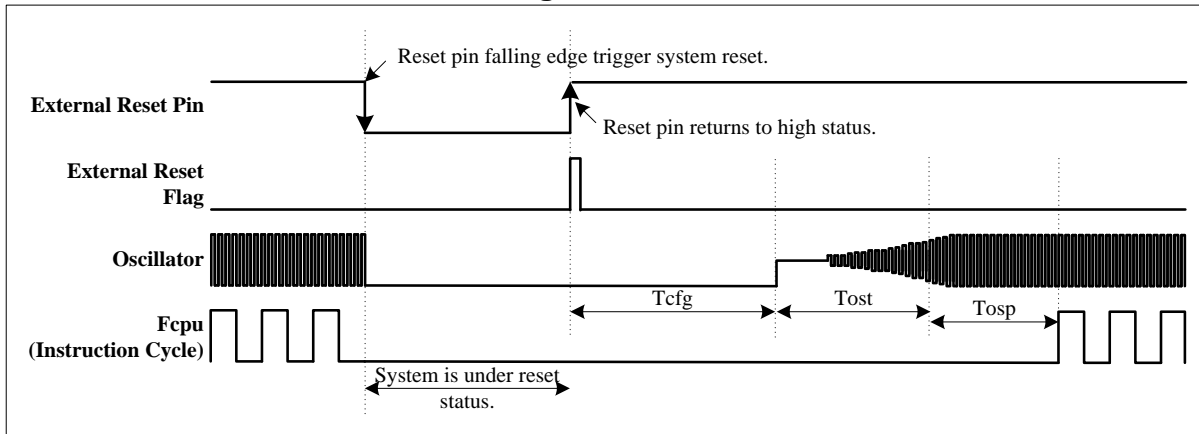 Reset pin falling edge trigger system reset.
External Reset Pin
Reset pin returns to high status.
External Reset
Flag
Oscillator
Tcfg
Tost
Tosp
Fcpu
(Instruction Cycle)
System is under reset
status.